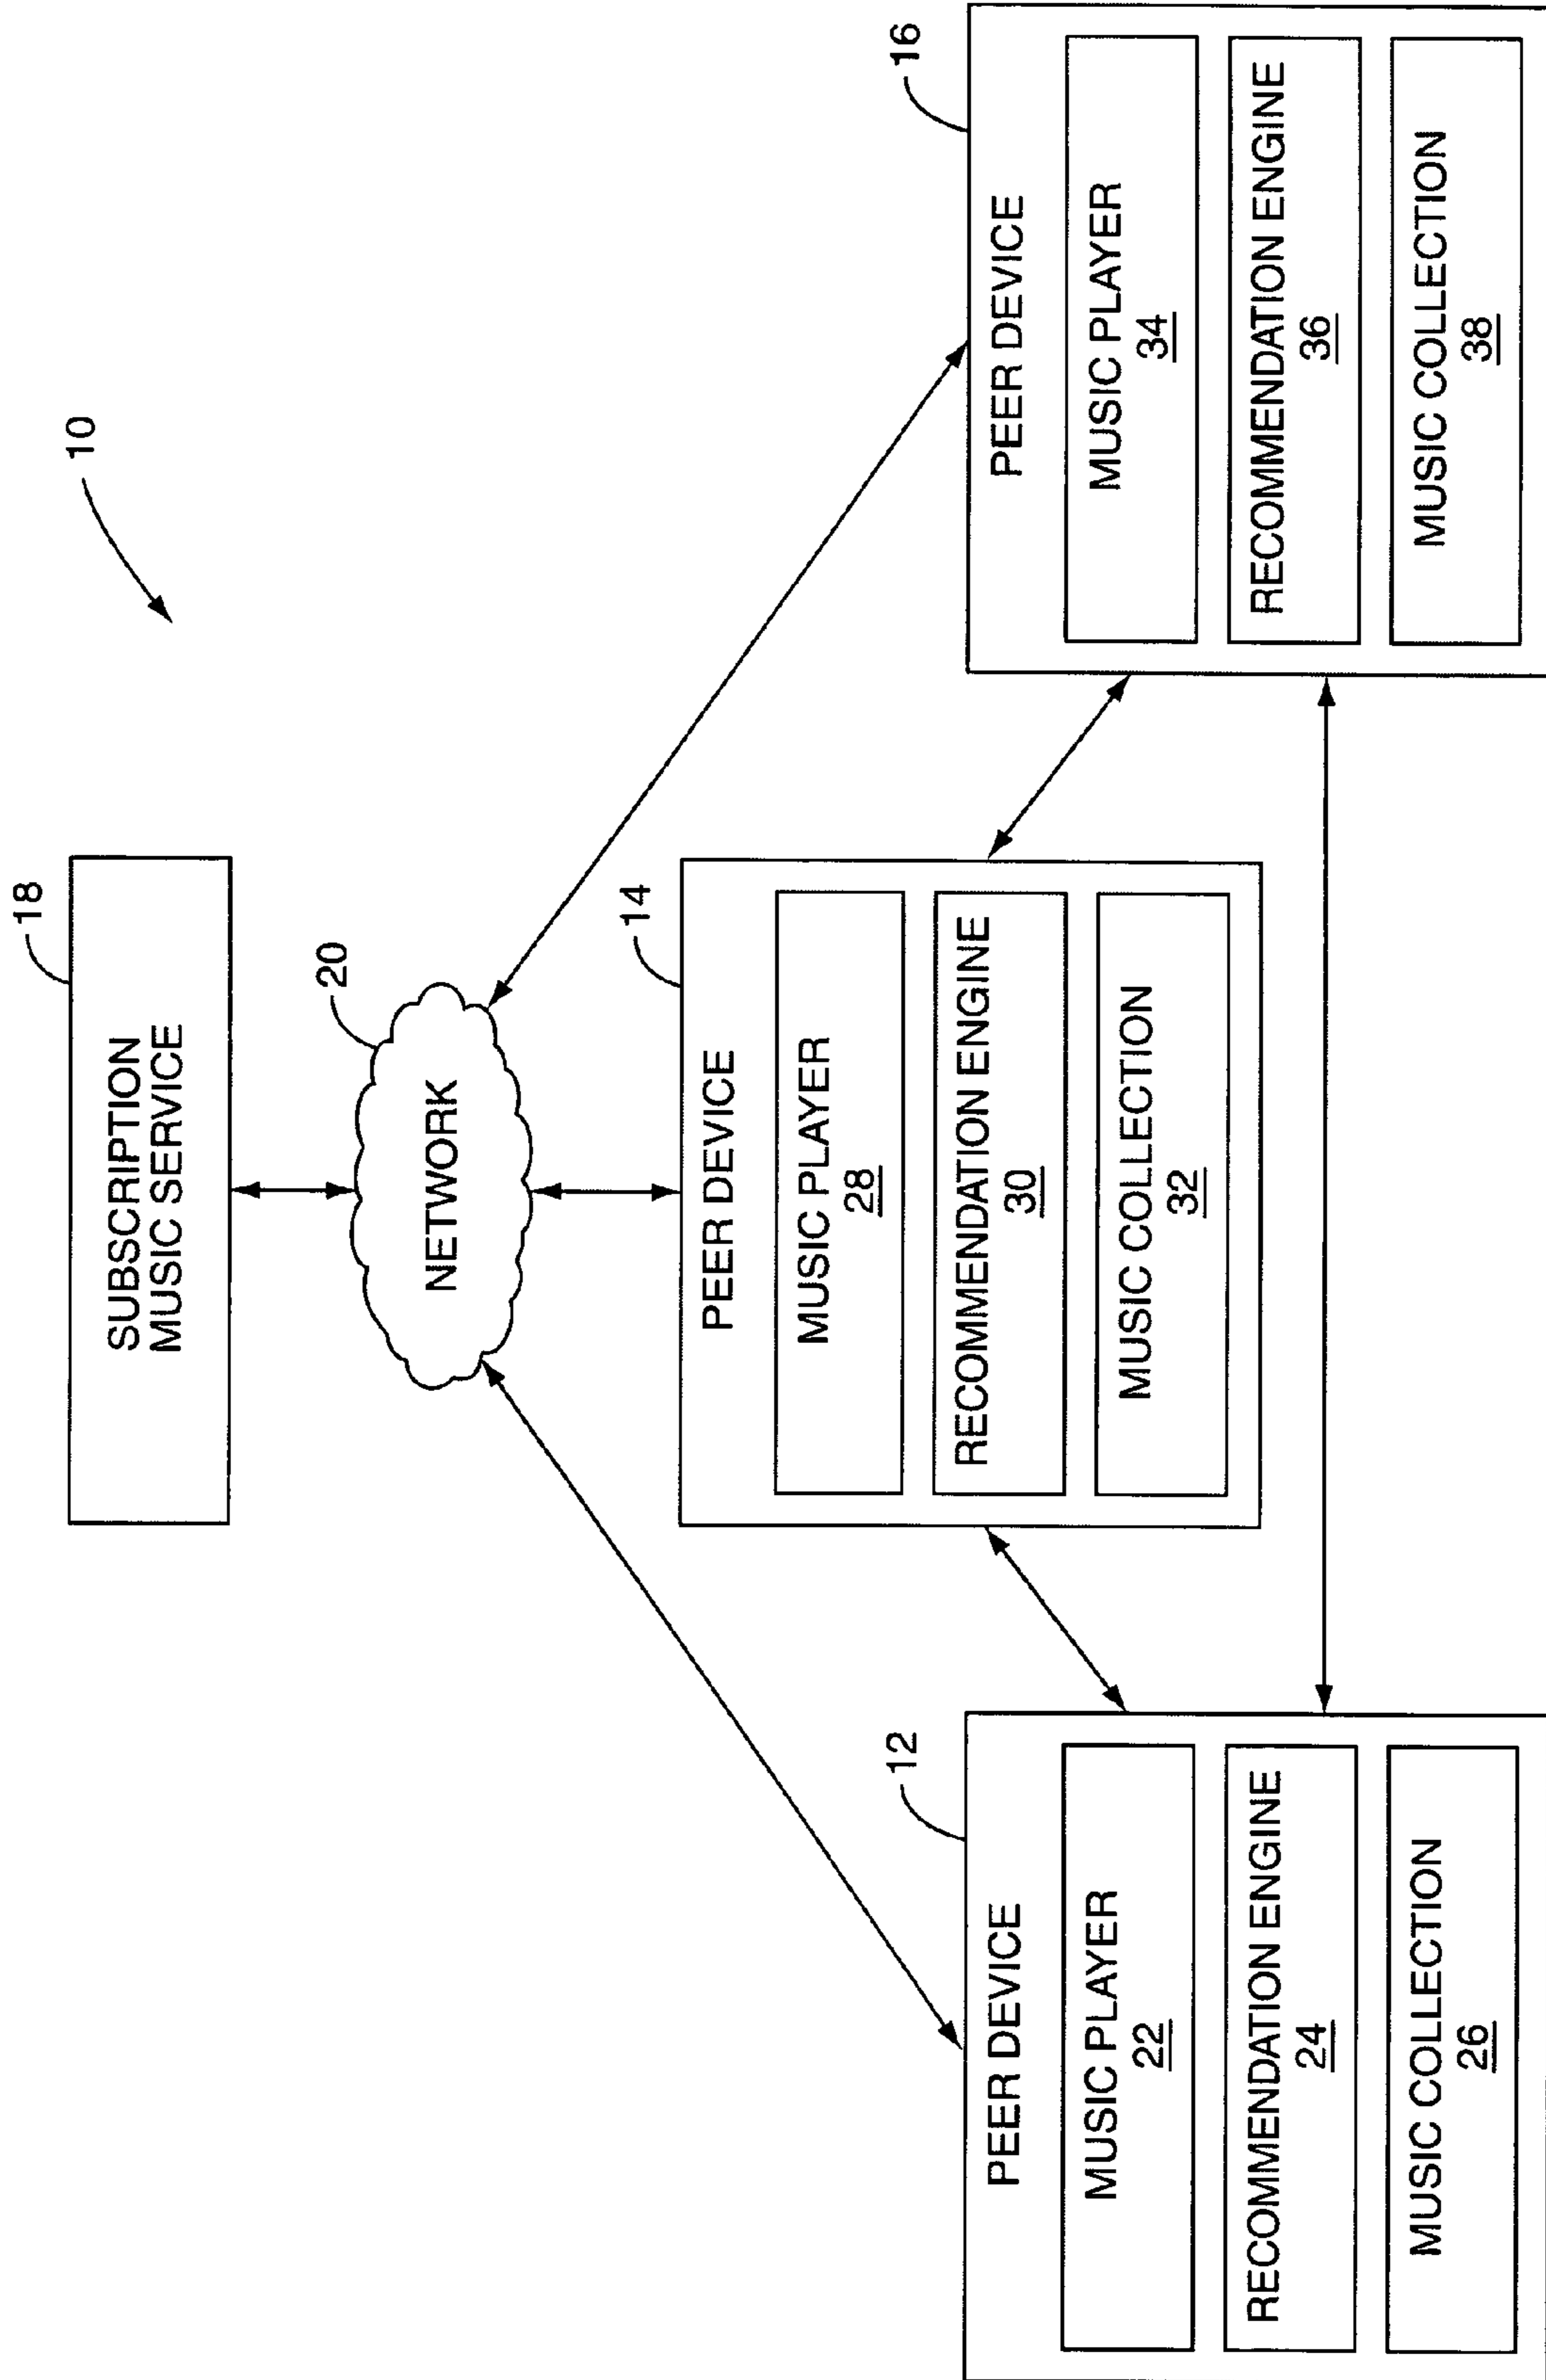 10
18
SUBSCRIPTION
MUSIC SERVICE
20
NETWORK
12
PEER DEVICE
MUSIC PLAYER
22
RECOMMENDATION ENGINE
24
MUSIC COLLECTION
26
14
PEER DEVICE
MUSIC PLAYER
28
RECOMMENDATION ENGINE
30
MUSIC COLLECTION
32
16
PEER DEVICE
MUSIC PLAYER
34
RECOMMENDATION ENGINE
36
MUSIC COLLECTION
38